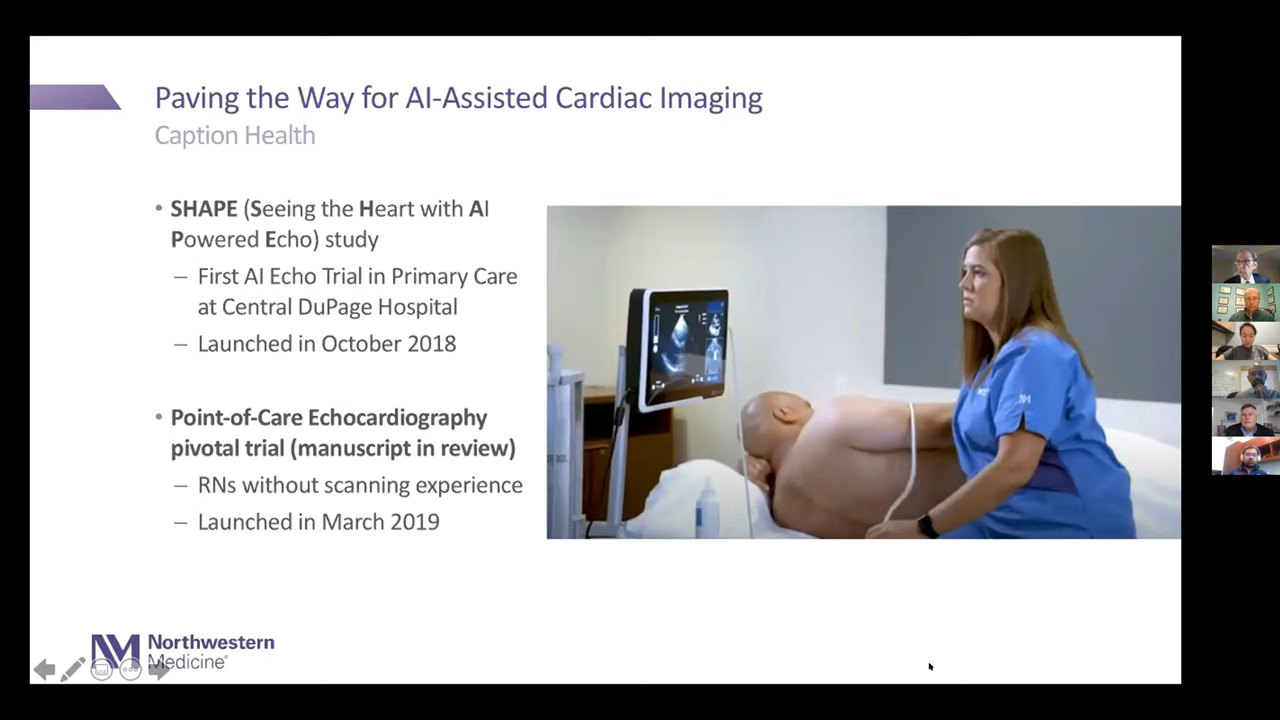 Paving the Way for AI-Assisted Cardiac Imaging
Caption Health
• SHAPE (Seeing the Heart with AI
Powered Echo) study
– First AI Echo Trial in Primary Care
at Central DuPage Hospital
– Launched in October 2018
• Point-of-Care Echocardiography
pivotal trial (manuscript in review)
– RNs without scanning experience
– Launched in March 2019
NM Northwestern
Medicine®